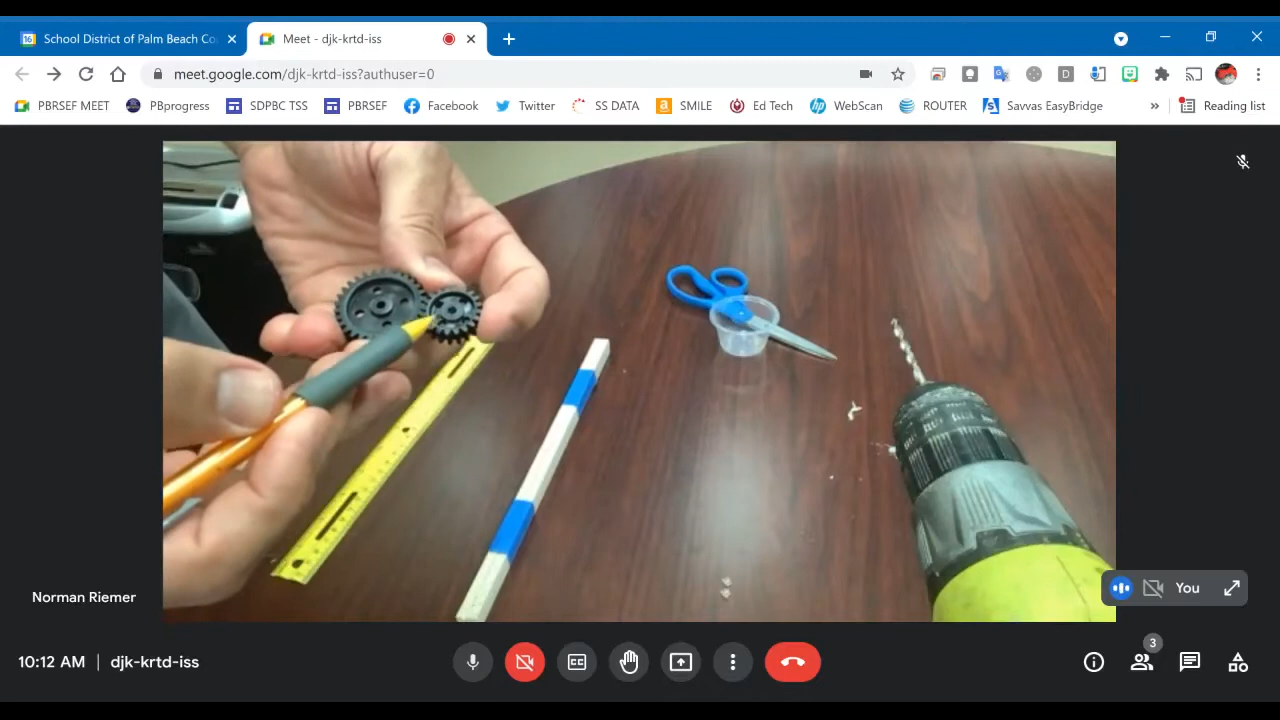 School District of Palm Beach Co
Meet - djk-krtd-iss
meet.google.com/djk-krtd-iss?authuser=0
PBRSEF MEET
PBprogress
SDPBC TSS
PBRSEF
Facebook
Twitter
SS DATA
SMILE
Ed Tech
WebScan
ROUTER
Savvas EasyBridge
»
Reading list
Norman Riemer
You
10:12 AM | djk-krtd-iss
3